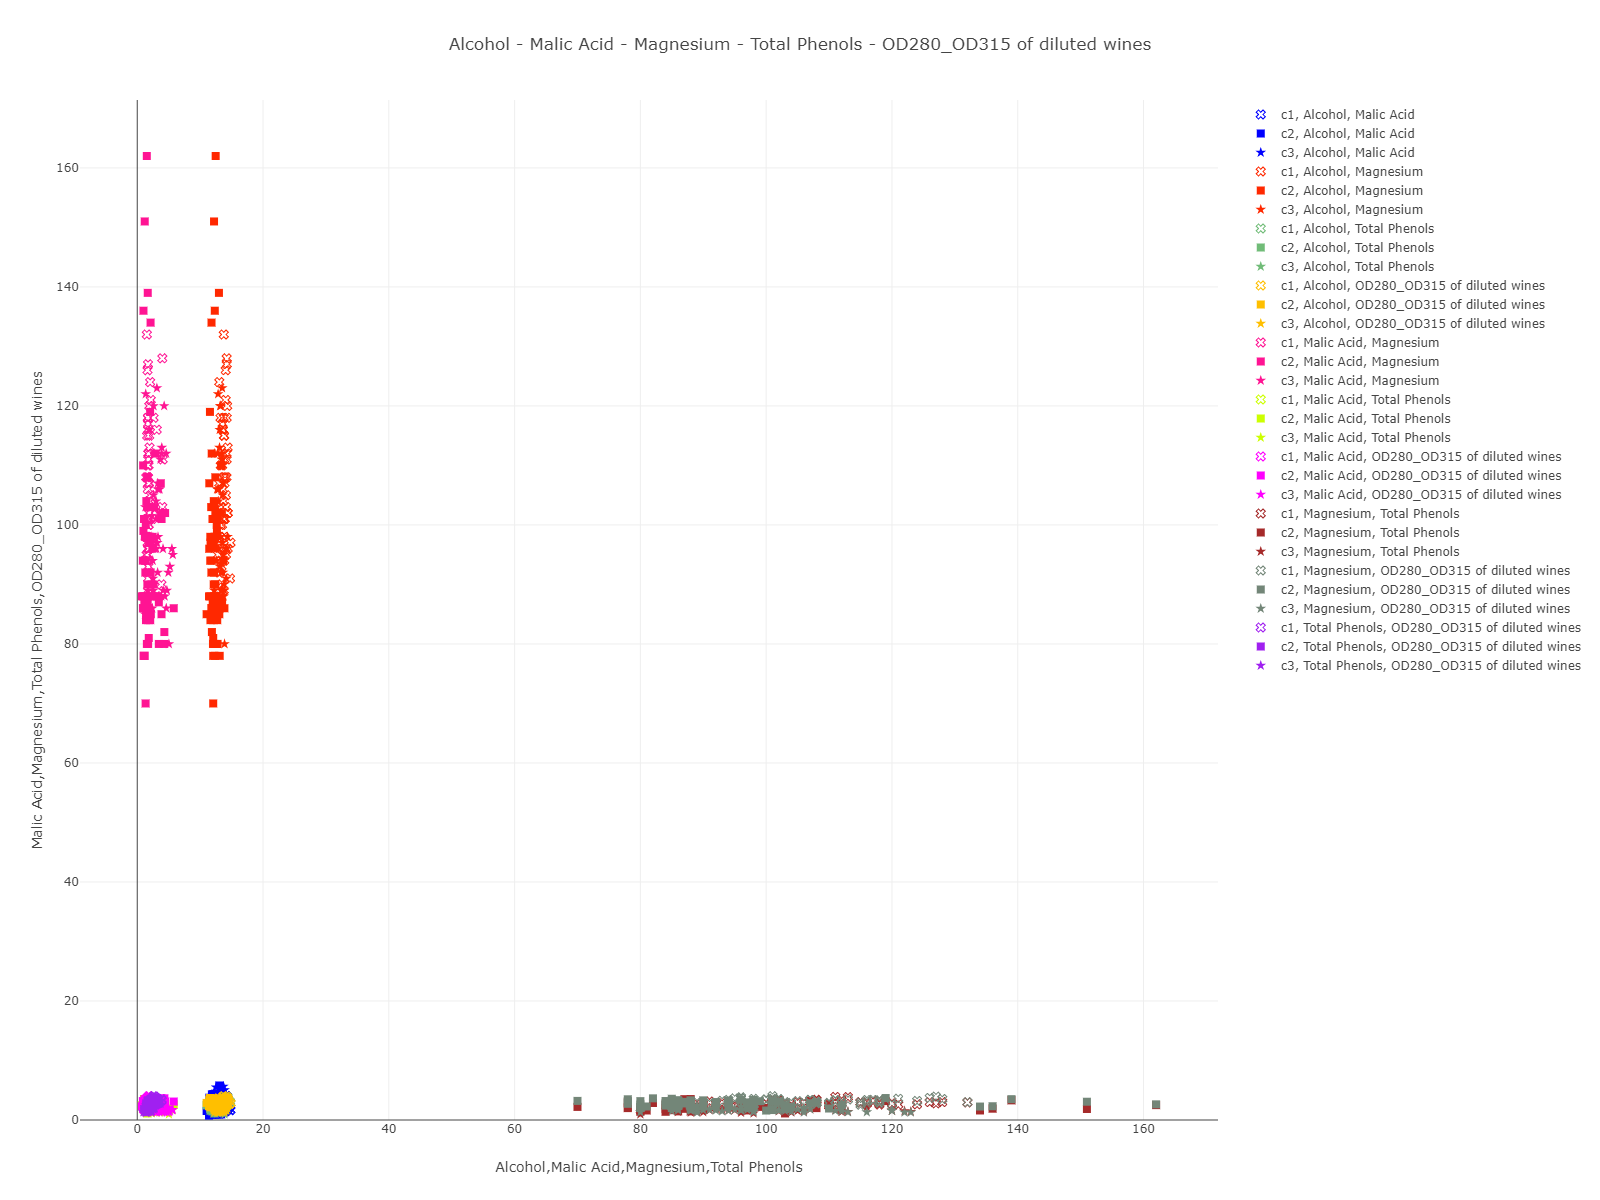 Alcohol - Malic Acid - Magnesium - Total Phenols - OD280_OD315 of diluted wines
Malic Acid,Magnesium,Total Phenols,OD280_OD315 of diluted wines
160
140
120
100
80
60
40
20
0
0 20 40 60 80 100 120 140 160
Alcohol,Malic Acid,Magnesium,Total Phenols
c1, Alcohol, Malic Acid
c2, Alcohol, Malic Acid
c3, Alcohol, Malic Acid
c1, Alcohol, Magnesium
c2, Alcohol, Magnesium
c3, Alcohol, Magnesium
c1, Alcohol, Total Phenols
c2, Alcohol, Total Phenols
c3, Alcohol, Total Phenols
c1, Alcohol, OD280_OD315 of diluted wines
c2, Alcohol, OD280_OD315 of diluted wines
c3, Alcohol, OD280_OD315 of diluted wines
c1, Malic Acid, Magnesium
c2, Malic Acid, Magnesium
c3, Malic Acid, Magnesium
c1, Malic Acid, Total Phenols
c2, Malic Acid, Total Phenols
c3, Malic Acid, Total Phenols
c1, Malic Acid, OD280_OD315 of diluted wines
c2, Malic Acid, OD280_OD315 of diluted wines
c3, Malic Acid, OD280_OD315 of diluted wines
c1, Magnesium, Total Phenols
c2, Magnesium, Total Phenols
c3, Magnesium, Total Phenols
c1, Magnesium, OD280_OD315 of diluted wines
c2, Magnesium, OD280_OD315 of diluted wines
c3, Magnesium, OD280_OD315 of diluted wines
c1, Total Phenols, OD280_OD315 of diluted wines
c2, Total Phenols, OD280_OD315 of diluted wines
c3, Total Phenols, OD280_OD315 of diluted wines